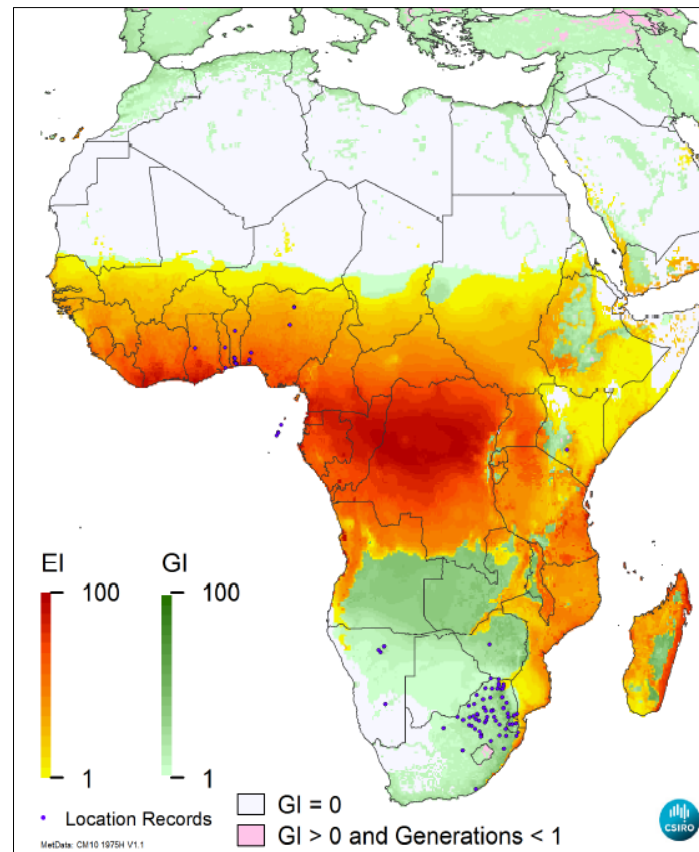 EI
GI
100
100
1
1
Location Records
MetData: CM10 1975H V1.1
GI = 0
GI > 0 and Generations < 1
CSIRO